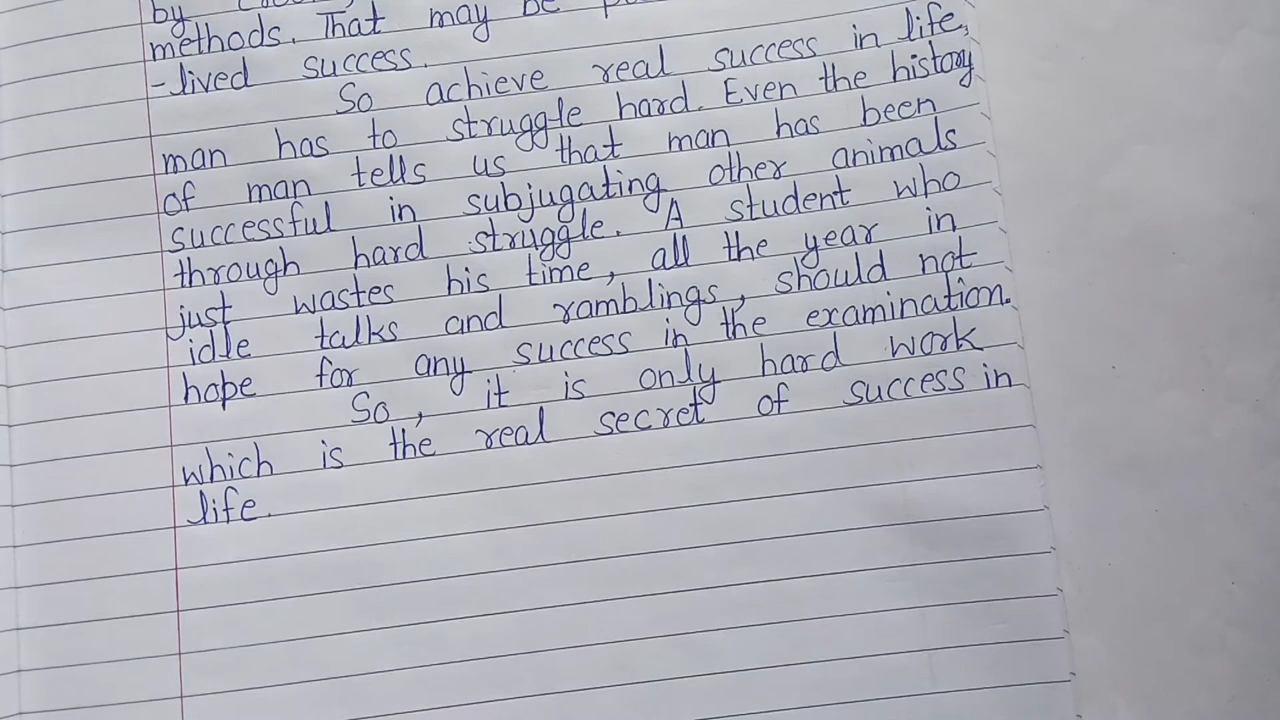 by
methods. That may be
-lived success.
So achieve real success in life,
man has to struggle hard. Even the history
of man tells us that man has been
successful in subjugating other animals
through hard struggle. A student who
just wastes his time, all the year in
idle talks and ramblings, should not
hope for any success in the examination.
So, it is only hard work
which is the real secret of success in
life.